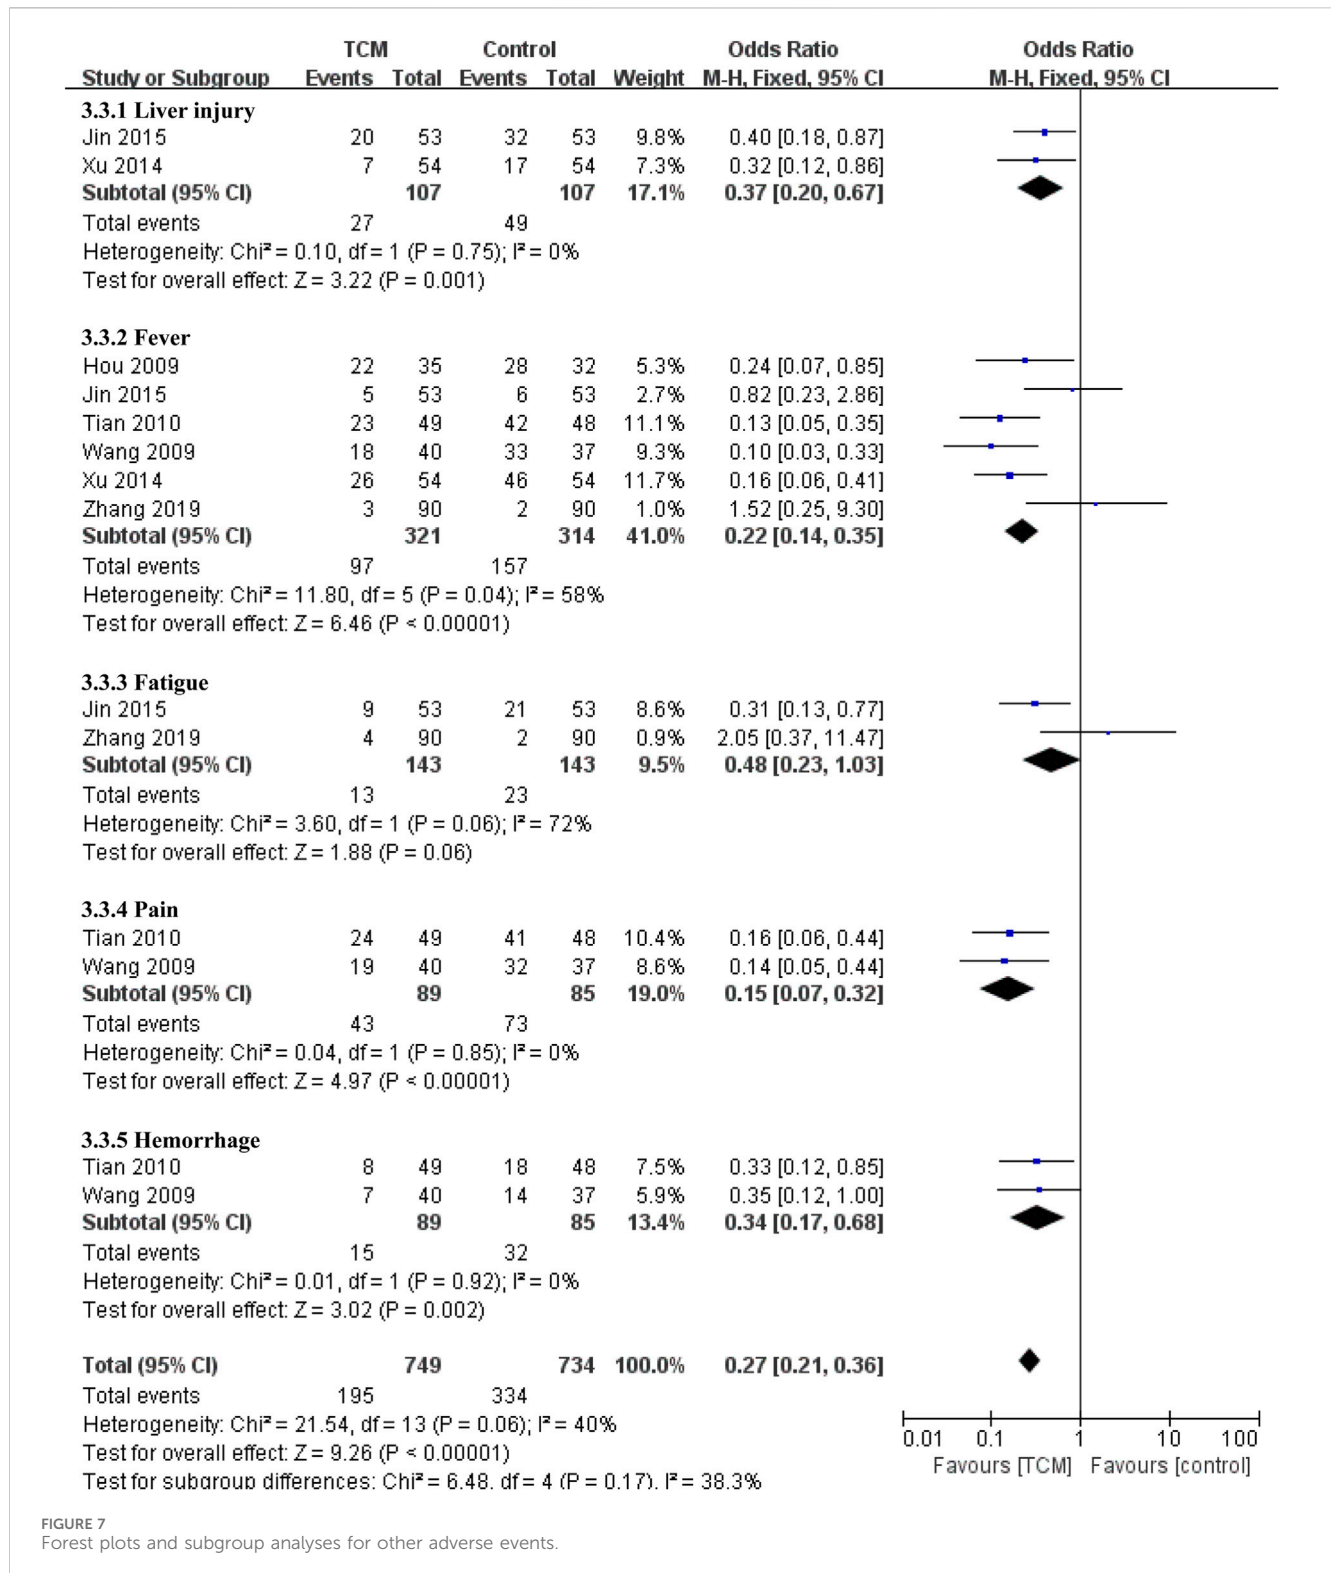 TCM Control Odds Ratio Odds Ratio
Study or Subgroup Events Total Events Total Weight M-H, Fixed, 95% CI M-H, Fixed, 95% CI
3.3.1 Liver injury
Jin 2015 20 53 32 53 9.8% 0.40 [0.18, 0.87]
Xu 2014 7 54 17 54 7.3% 0.32 [0.12, 0.86]
Subtotal (95% CI) 107 107 17.1% 0.37 [0.20, 0.67]
Total events 27 49
Heterogeneity: Chi² = 0.10, df = 1 (P = 0.75); I² = 0%
Test for overall effect: Z = 3.22 (P = 0.001)
3.3.2 Fever
Hou 2009 22 35 28 32 5.3% 0.24 [0.07, 0.85]
Jin 2015 5 53 6 53 2.7% 0.82 [0.23, 2.86]
Tian 2010 23 49 42 48 11.1% 0.13 [0.05, 0.35]
Wang 2009 18 40 33 37 9.3% 0.10 [0.03, 0.33]
Xu 2014 26 54 46 54 11.7% 0.16 [0.06, 0.41]
Zhang 2019 3 90 2 90 1.0% 1.52 [0.25, 9.30]
Subtotal (95% CI) 321 314 41.0% 0.22 [0.14, 0.35]
Total events 97 157
Heterogeneity: Chi² = 11.80, df = 5 (P = 0.04); I² = 58%
Test for overall effect: Z = 6.46 (P < 0.00001)
3.3.3 Fatigue
Jin 2015 9 53 21 53 8.6% 0.31 [0.13, 0.77]
Zhang 2019 4 90 2 90 0.9% 2.05 [0.37, 11.47]
Subtotal (95% CI) 143 143 9.5% 0.48 [0.23, 1.03]
Total events 13 23
Heterogeneity: Chi² = 3.60, df = 1 (P = 0.06); I² = 72%
Test for overall effect: Z = 1.88 (P = 0.06)
3.3.4 Pain
Tian 2010 24 49 41 48 10.4% 0.16 [0.06, 0.44]
Wang 2009 19 40 32 37 8.6% 0.14 [0.05, 0.44]
Subtotal (95% CI) 89 85 19.0% 0.15 [0.07, 0.32]
Total events 43 73
Heterogeneity: Chi² = 0.04, df = 1 (P = 0.85); I² = 0%
Test for overall effect: Z = 4.97 (P < 0.00001)
3.3.5 Hemorrhage
Tian 2010 8 49 18 48 7.5% 0.33 [0.12, 0.85]
Wang 2009 7 40 14 37 5.9% 0.35 [0.12, 1.00]
Subtotal (95% CI) 89 85 13.4% 0.34 [0.17, 0.68]
Total events 15 32
Heterogeneity: Chi² = 0.01, df = 1 (P = 0.92); I² = 0%
Test for overall effect: Z = 3.02 (P = 0.002)
Total (95% CI) 749 734 100.0% 0.27 [0.21, 0.36]
Total events 195 334
Heterogeneity: Chi² = 21.54, df = 13 (P = 0.06); I² = 40%
Test for overall effect: Z = 9.26 (P < 0.00001)
Test for subgroup differences: Chi² = 6.48, df = 4 (P = 0.17), I² = 38.3%
0.01 0.1 1 10 100
Favours [TCM] Favours [control]
FIGURE 7
Forest plots and subgroup analyses for other adverse events.